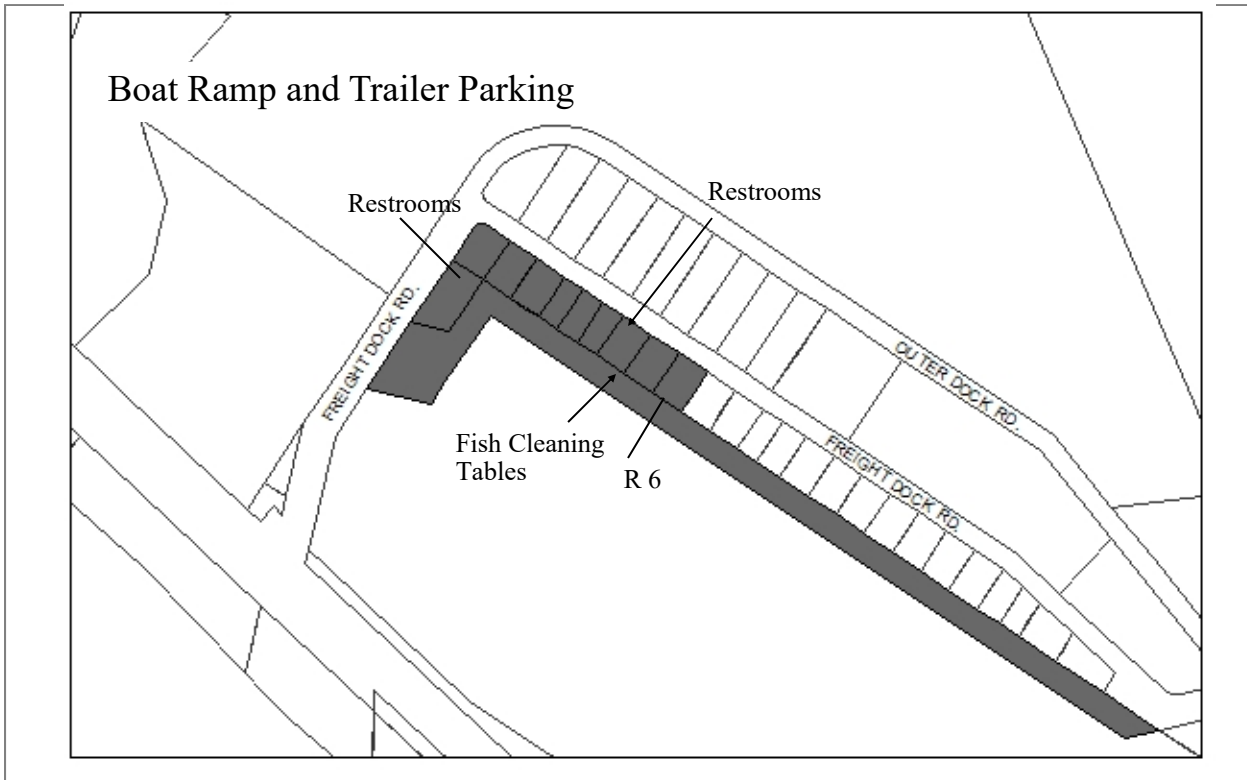 Boat Ramp and Trailer Parking
Restrooms
Restrooms
FREIGHT DOCK RD.
OUTER DOCK RD.
FREIGHT DOCK RD.
Fish Cleaning
Tables
R 6